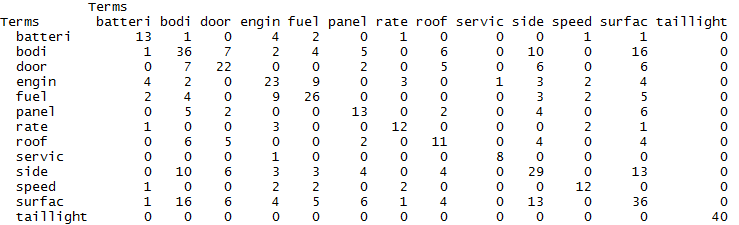 Terms
Terms batteri bodi door engin fuel panel rate roof servic side speed surfac taillight
batteri 13 1 0 4 2 0 1 0 0 0 1 1 0
bodi 1 36 7 2 4 5 0 6 0 10 0 16 0
door 0 7 22 0 0 2 0 5 0 6 0 6 0
engin 4 2 0 23 9 0 3 0 1 3 2 4 0
fuel 2 4 0 9 26 0 0 0 0 3 2 5 0
panel 0 5 2 0 0 13 0 2 0 4 0 6 0
rate 1 0 0 3 0 0 12 0 0 0 2 1 0
roof 0 6 5 0 0 2 0 11 0 4 0 4 0
servic 0 0 0 1 0 0 0 0 8 0 0 0 0
side 0 10 6 3 3 4 0 4 0 29 0 13 0
speed 1 0 0 2 2 0 2 0 0 0 12 0 0
surfac 1 16 6 4 5 6 1 4 0 13 0 36 0
taillight 0 0 0 0 0 0 0 0 0 0 0 0 40